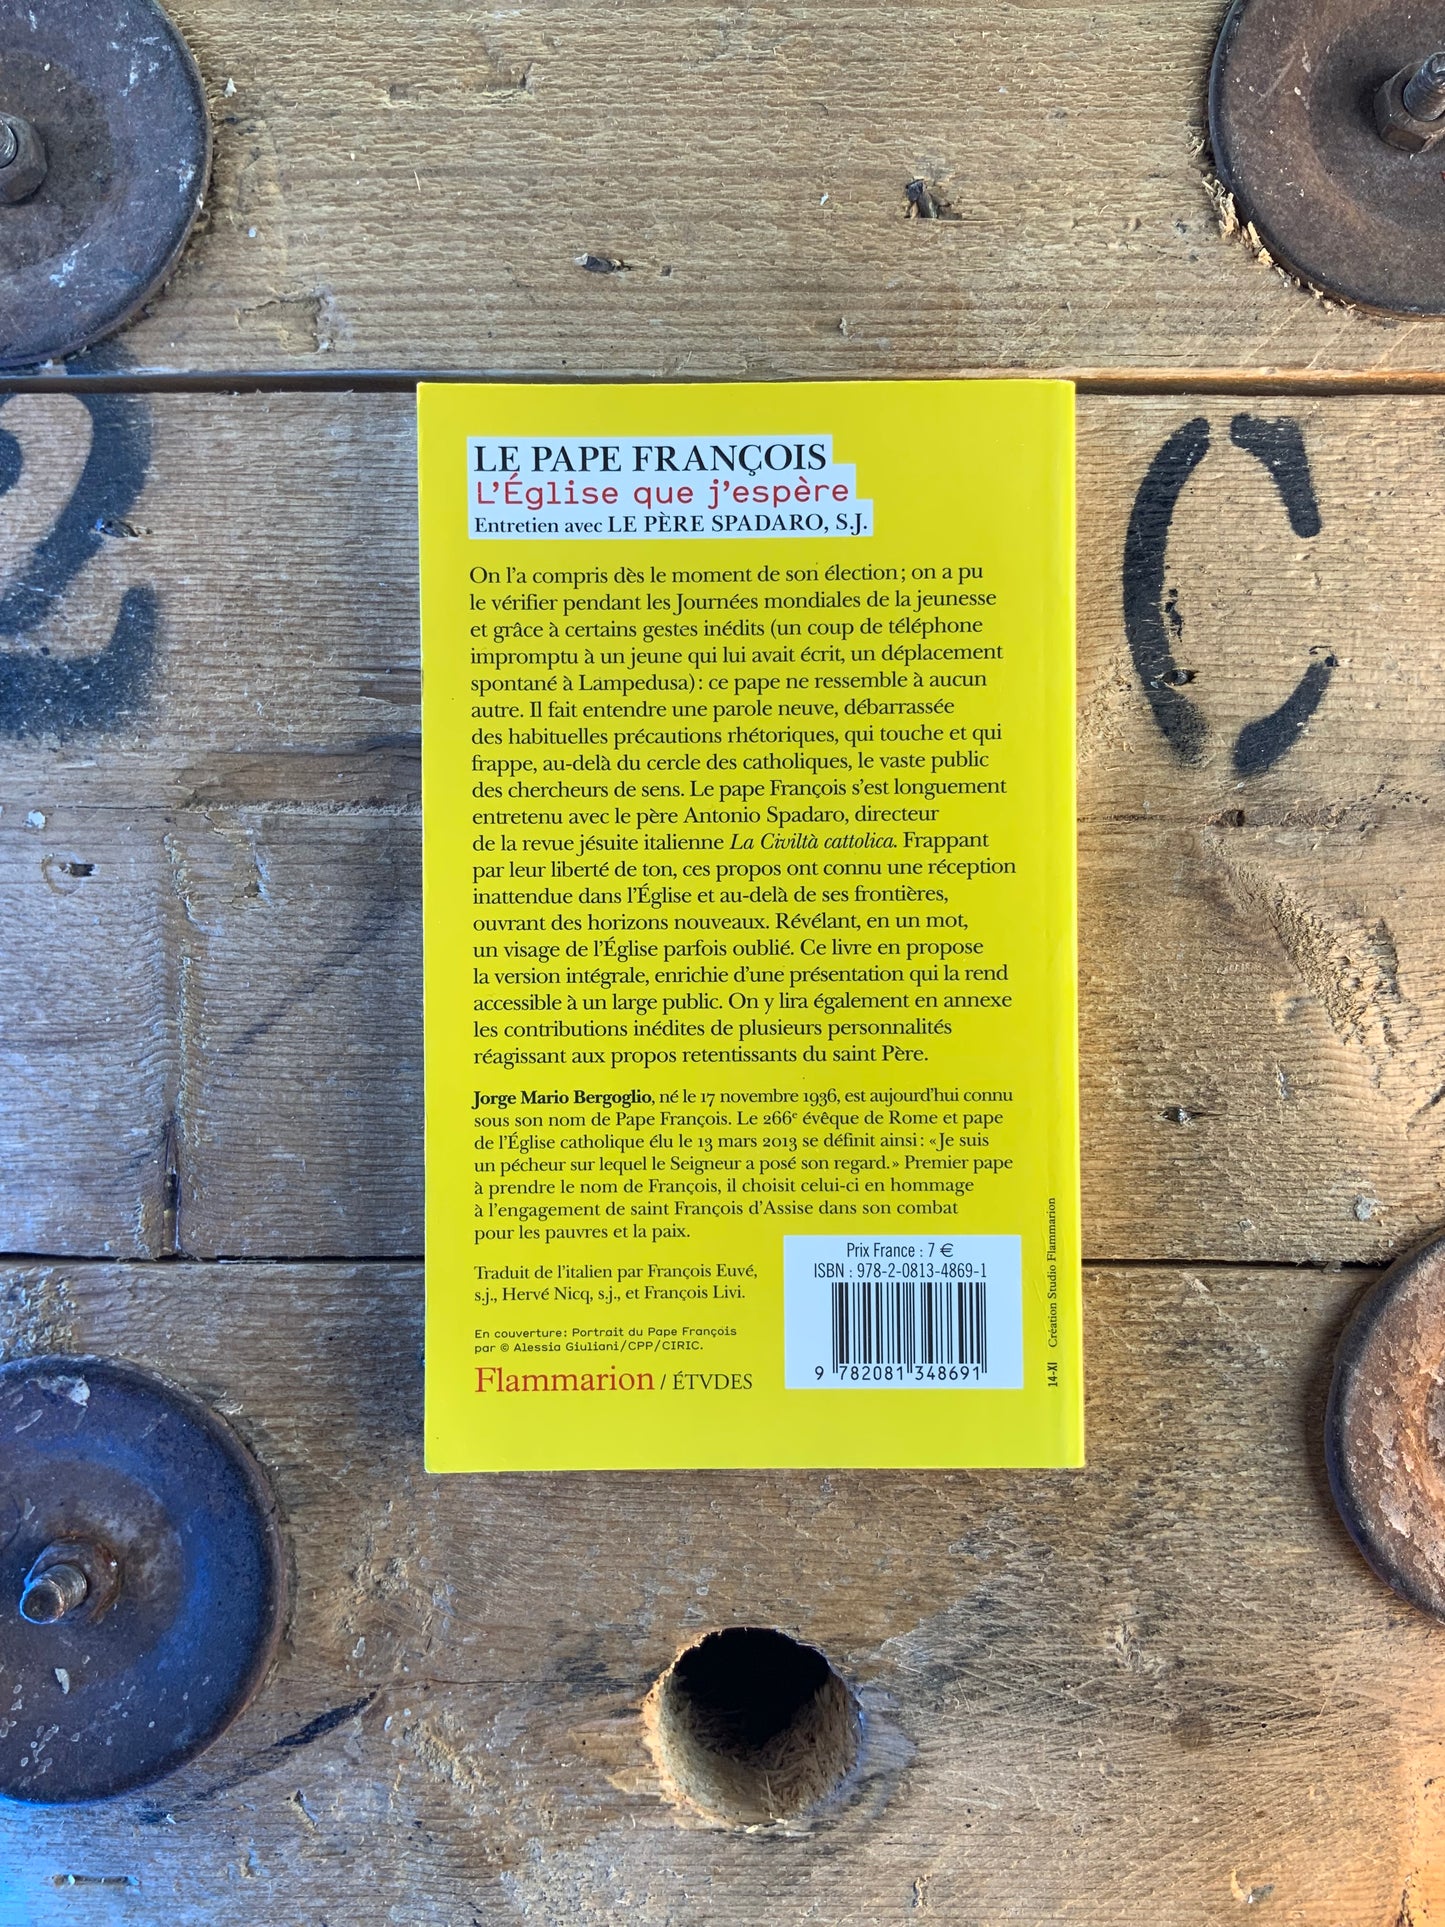 2
C
LE PAPE FRANÇOIS
L'Église que j'espère
Entretien avec LE PÈRE SPADARO, S.J.
On l'a compris dès le moment de son élection ; on a pu
le vérifier pendant les Journées mondiales de la jeunesse
et grâce à certains gestes inédits (un coup de téléphone
impromptu à un jeune qui lui avait écrit, un déplacement
spontané à Lampedusa) : ce pape ne ressemble à aucun
autre. Il fait entendre une parole neuve, débarrassée
des habituelles précautions rhétoriques, qui touche et qui
frappe, au-delà du cercle des catholiques, le vaste public
des chercheurs de sens. Le pape François s'est longuement
entretenu avec le père Antonio Spadaro, directeur
de la revue jésuite italienne La Civiltà cattolica. Frappant
par leur liberté de ton, ces propos ont connu une réception
inattendue dans l'Église et au-delà de ses frontières,
ouvrant des horizons nouveaux. Révélant, en un mot,
un visage de l'Église parfois oublié. Ce livre en propose
la version intégrale, enrichie d'une présentation qui la rend
accessible à un large public. On y lira également en annexe
les contributions inédites de plusieurs personnalités
réagissant aux propos retentissants du saint Père.
Jorge Mario Bergoglio, né le 17 novembre 1936, est aujourd'hui connu
sous son nom de Pape François. Le 266e évêque de Rome et pape
de l'Église catholique élu le 13 mars 2013 se définit ainsi : « Je suis
un pécheur sur lequel le Seigneur a posé son regard. » Premier pape
à prendre le nom de François, il choisit celui-ci en hommage
à l'engagement de saint François d'Assise dans son combat
pour les pauvres et la paix.
Traduit de l'italien par François Euvé,
s.j., Hervé Nicq, s.j., et François Livi.
En couverture : Portrait du Pape François
par © Alessia Giuliani/CPP/CIRIC.
Flammarion / ÉTVDES
Prix France : 7 €
ISBN : 978-2-0813-4869-1
9 782081 348691
14-XI Création Studio Flammarion